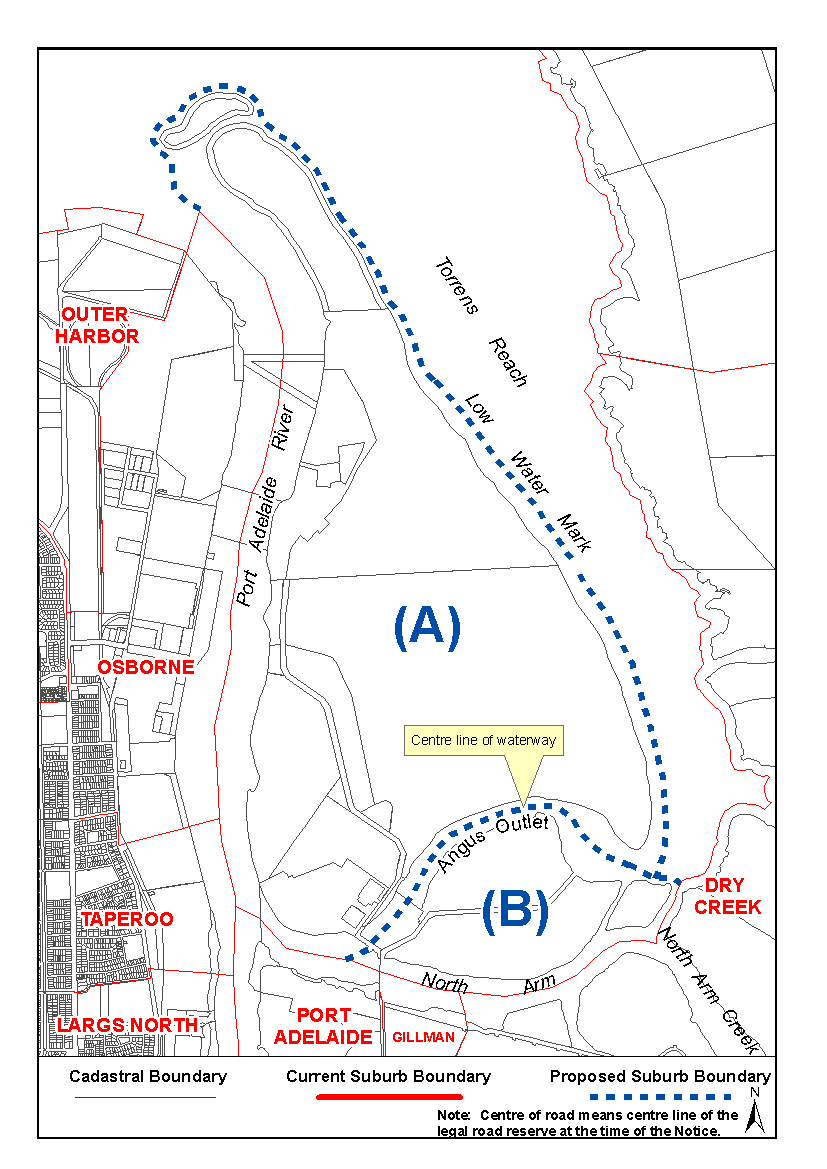 Torrens
Reach
OUTER
HARBOR
Low
Water
Mark
Port Adelaide River
(A)
OSBORNE
Centre line of waterway
Angus Outlet
DRY
CREEK
(B)
TAPEROO
North Arm Creek
North Arm
LARGS NORTH
PORT
ADELAIDE
GILLMAN
Cadastral Boundary
Current Suburb Boundary
Proposed Suburb Boundary
N
Note: Centre of road means centre line of the
legal road reserve at the time of the Notice.